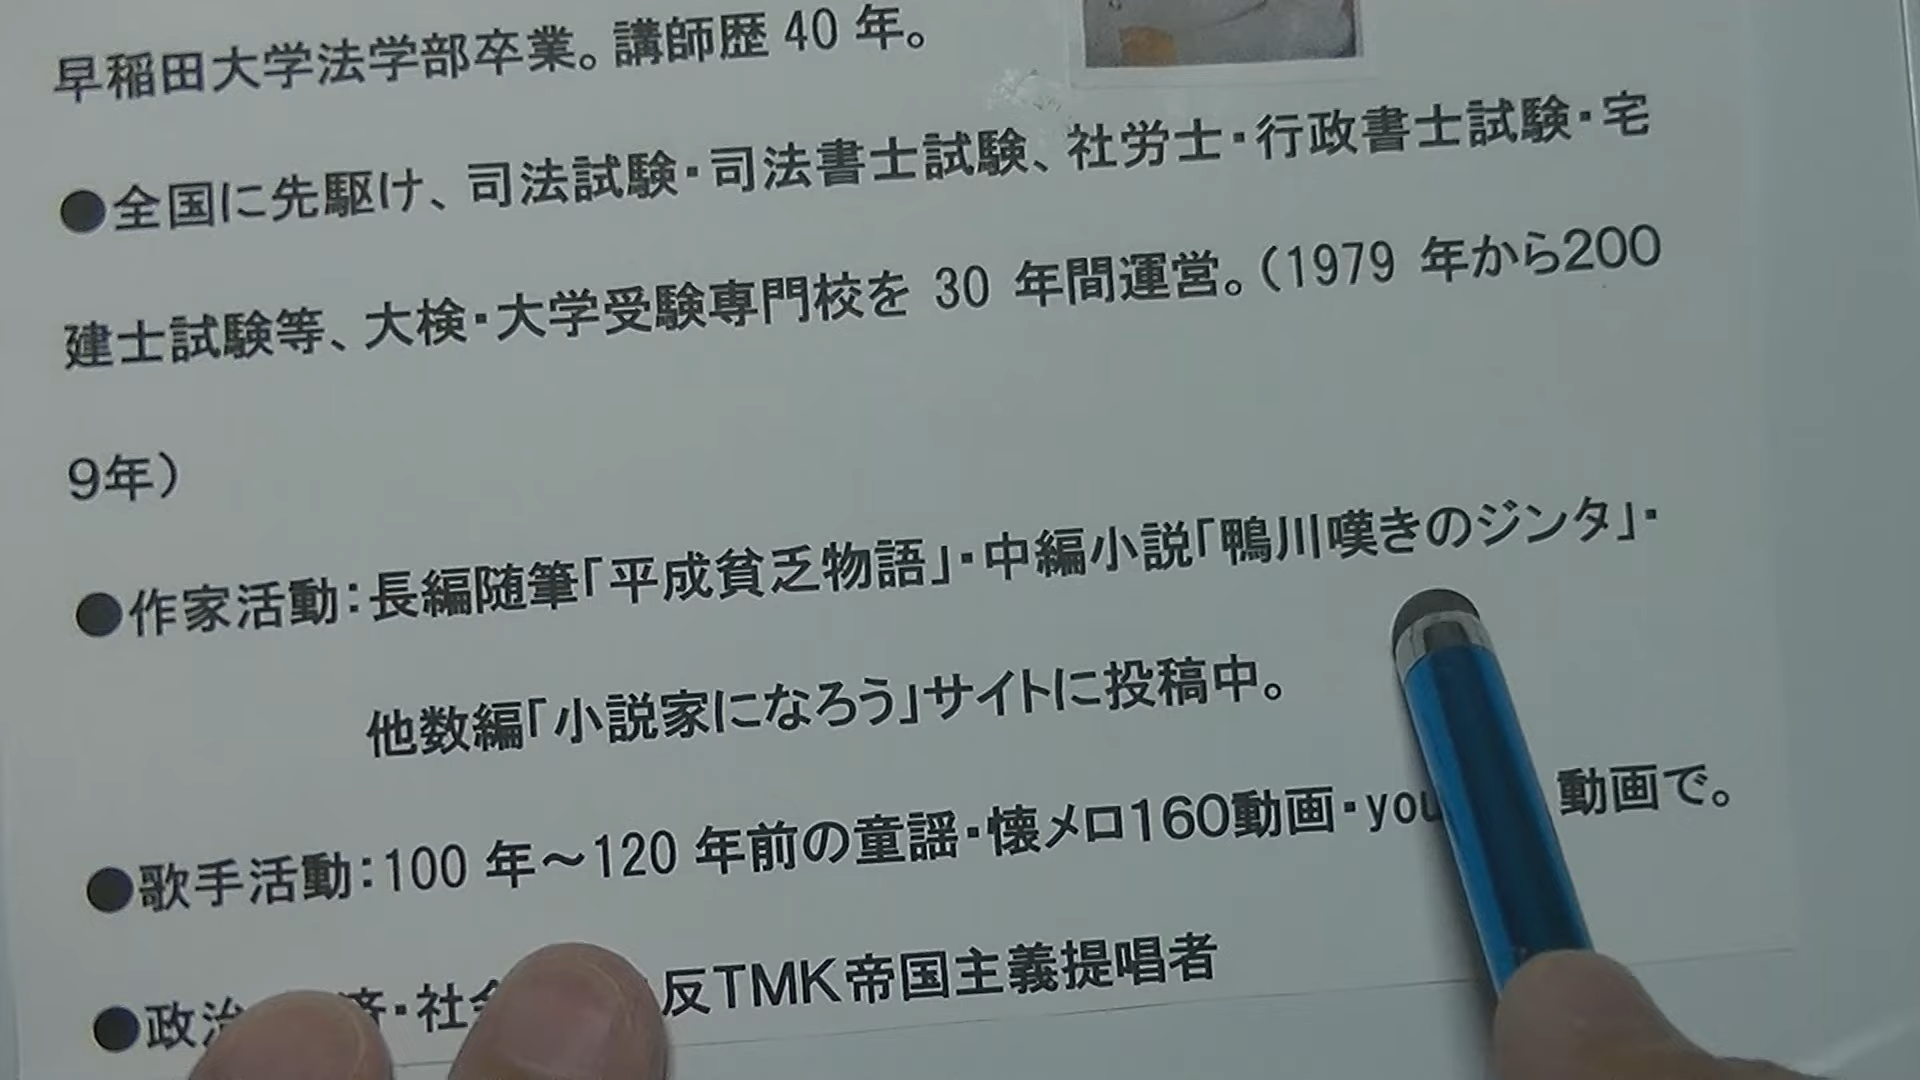 早稲田大学法学部卒業。講師歴 40 年。
●全国に先駆け、司法試験・司法書士試験、社労士・行政書士試験・宅
建士試験等、大検・大学受験専門校を 30 年間運営。（1979 年から２００
９年）
●作家活動：長編随筆「平成貧乏物語」・中編小説「鴨川嘆きのジンタ」・
他数編「小説家になろう」サイトに投稿中。
●歌手活動：100 年～120 年前の童謡・懐メロ１６０動画・you 動画で。
●政治 済・社会 反TMK帝国主義提唱者